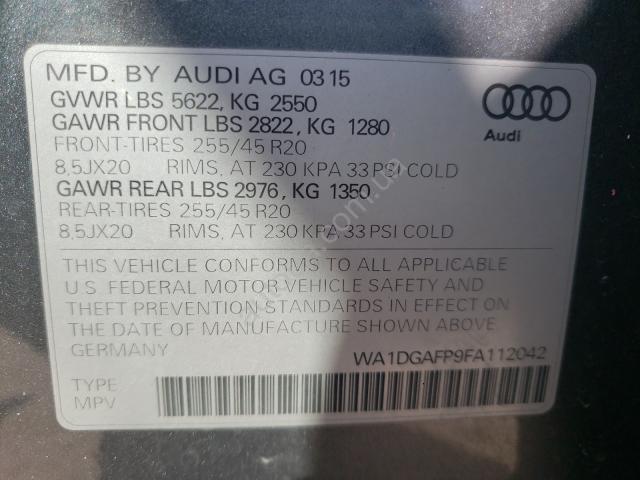 MFD. BY AUDI AG 0315
GVWR LBS 5622, KG 2550
GAWR FRONT LBS 2822, KG 1280
FRONT-TIRES 255/45 R20
8,5JX20 RIMS, AT 230 KPA 33 PSI COLD
GAWR REAR LBS 2976, KG 1350
REAR-TIRES 255/45 R20
8,5JX20 RIMS, AT 230 KPA, 33 PSI COLD
Audi
THIS VEHICLE CONFORMS TO ALL APPLICABLE
U.S. FEDERAL MOTOR VEHICLE SAFETY AND
THEFT PREVENTION STANDARDS IN EFFECT ON
THE DATE OF MANUFACTURE SHOWN ABOVE.
GERMANY
WA1DGAFP9FA112042
TYPE
MPV